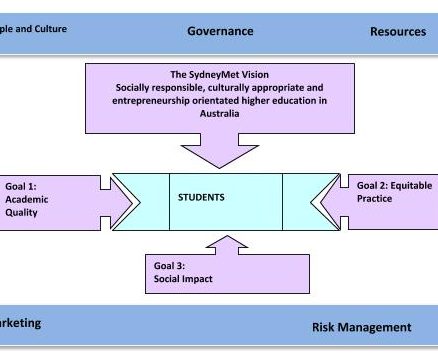 ple and Culture
Governance
Resources
The SydneyMet Vision
Socially responsible, culturally appropriate and
entrepreneurship orientated higher education in
Australia
Goal 1:
Academic
Quality
STUDENTS
Goal 2: Equitable
Practice
Goal 3:
Social Impact
rketing
Risk Management